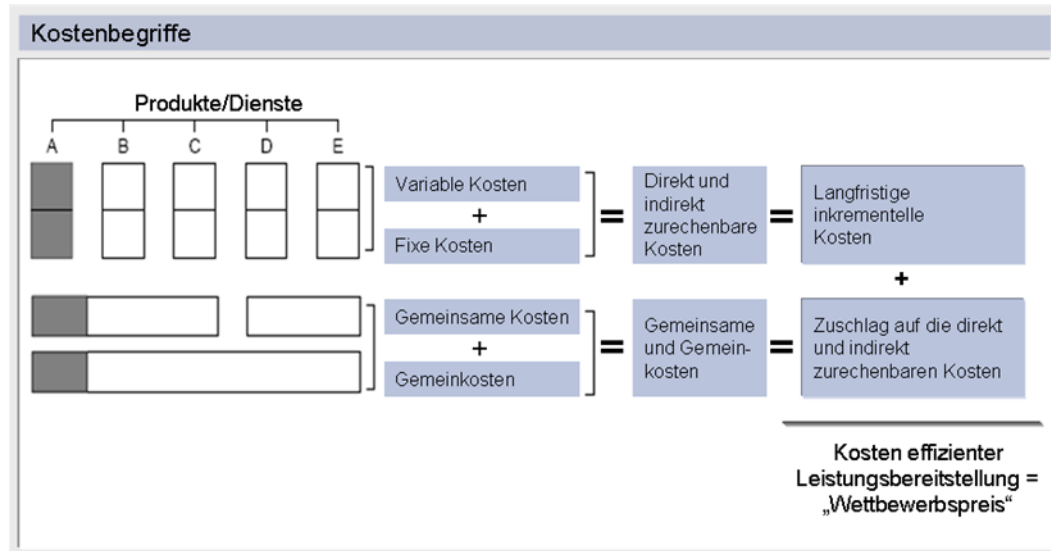 Kostenbegriffe
Produkte/Dienste
A B C D E
Variable Kosten
+
Fixe Kosten
=
Direkt und
indirekt
zurechenbare
Kosten
=
Langfristige
inkrementelle
Kosten
+
Gemeinsame Kosten
+
Gemeinkosten
=
Gemeinsame
und Gemein-
kosten
=
Zuschlag auf die direkt
und indirekt
zurechenbaren Kosten
Kosten effizienter
Leistungsbereitstellung =
„Wettbewerbspreis“